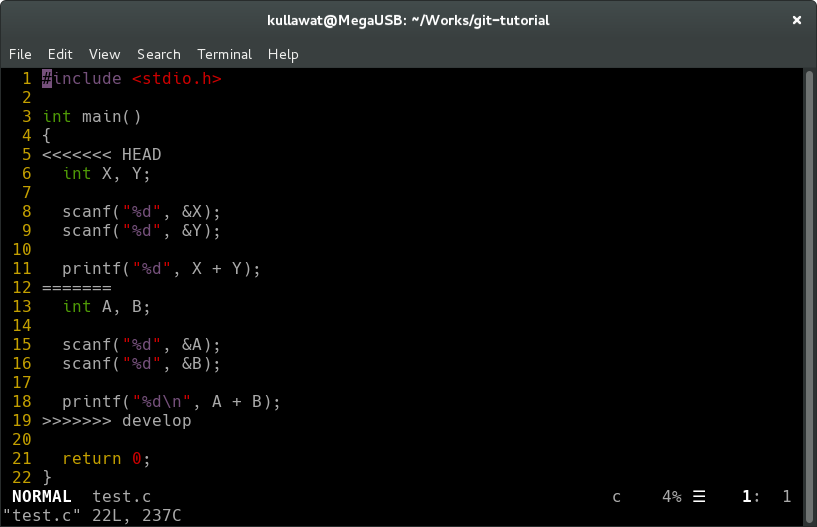 kullawat@MegaUSB: ~/Works/git-tutorial ×
File Edit View Search Terminal Help
1 #include <stdio.h>
2
3 int main()
4 {
5 <<<<<<< HEAD
6   int X, Y;
7
8   scanf("%d", &X);
9   scanf("%d", &Y);
10
11   printf("%d", X + Y);
12 =======
13   int A, B;
14
15   scanf("%d", &A);
16   scanf("%d", &B);
17
18   printf("%d\n", A + B);
19 >>>>>>> develop
20
21   return 0;
22 }
NORMAL test.c c 4% ☰ 1: 1
"test.c" 22L, 237C